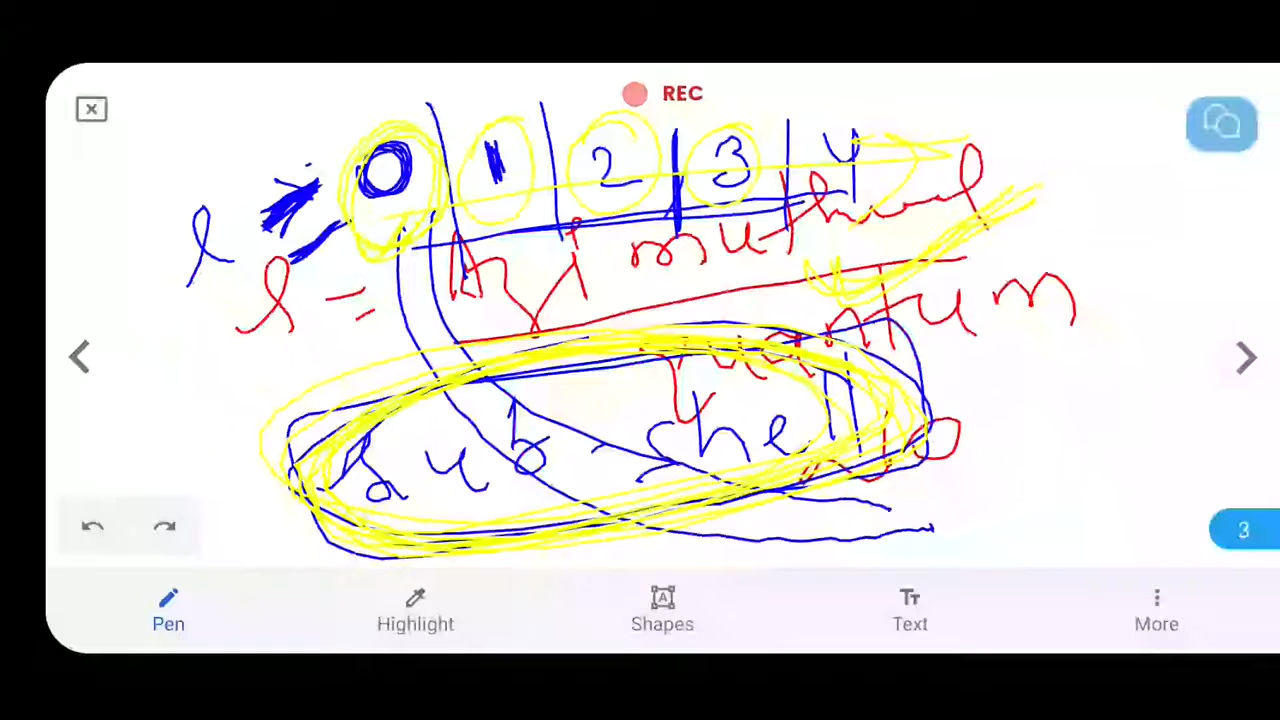 REC
l 0 1 2 3 4
l = Azimuthal
quantum
no
sub shell
3
Pen Highlight Shapes Text More